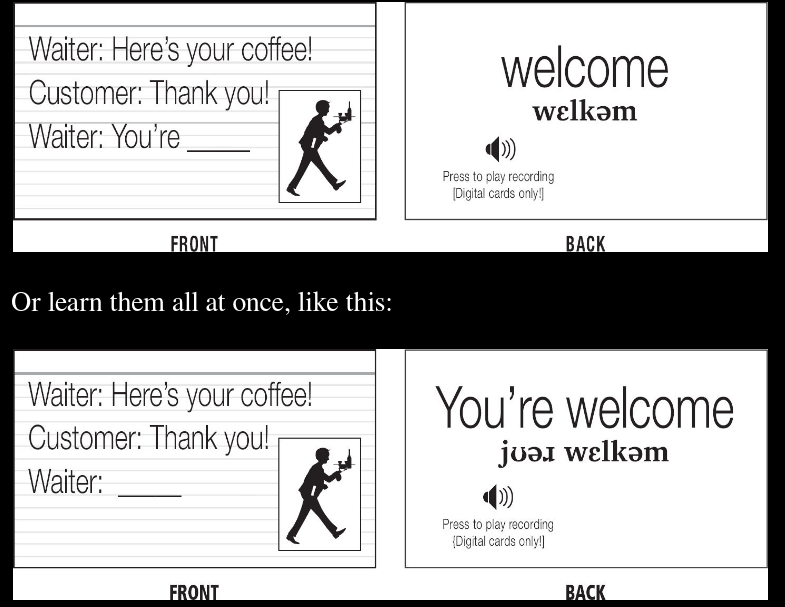 Waiter: Here's your coffee!
Customer: Thank you!
Waiter: You're _____
welcome
wɛlkəm
Press to play recording
[Digital cards only!]
FRONT
BACK
Or learn them all at once, like this:
Waiter: Here's your coffee!
Customer: Thank you!
Waiter: _____
You're welcome
jʊəɹ wɛlkəm
Press to play recording
{Digital cards only!]
FRONT
BACK